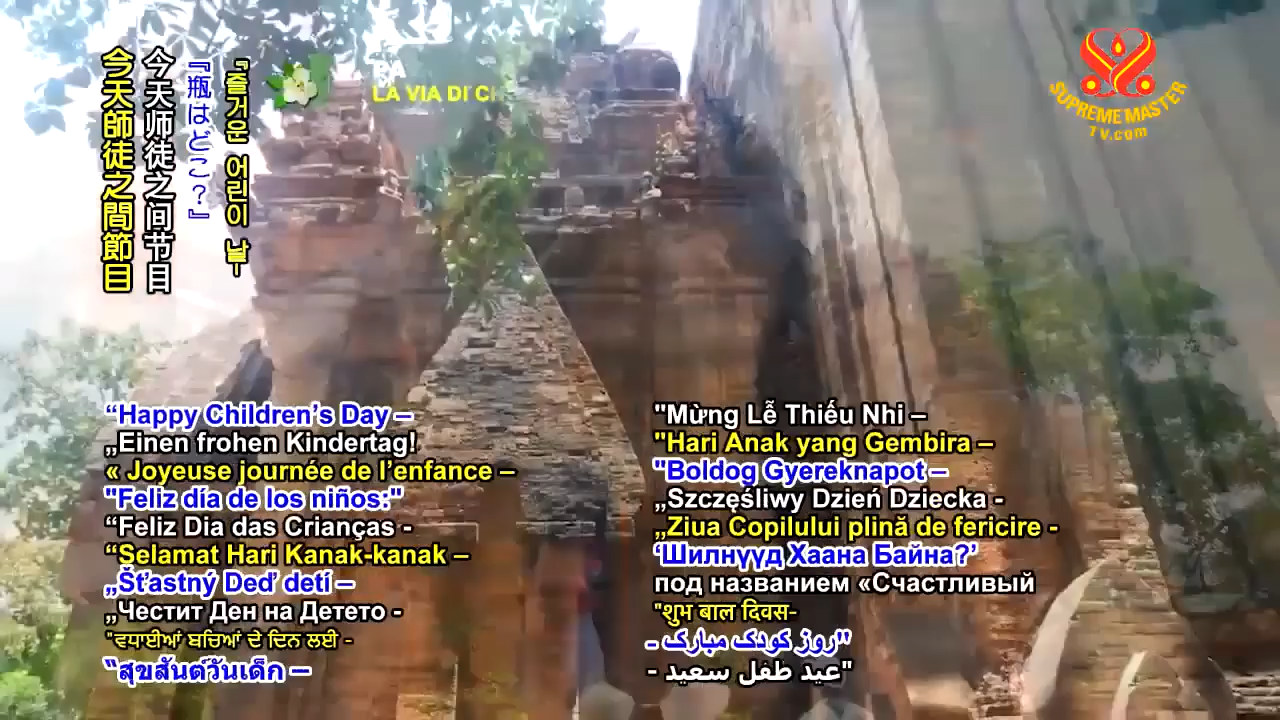 今天師徒之間節目
今天师徒之间节目
『瓶はどこ？』
『즐거운 어린이 날-
LÀ VIA DI
SUPREME MASTER
TV.com
“Happy Children’s Day –
„Einen frohen Kindertag!
« Joyeuse journée de l’enfance –
"Feliz día de los niños:"
“Feliz Dia das Crianças -
“Selamat Hari Kanak-kanak –
„Šťastný Deď detí –
„Честит Ден на Детето -
"ਵਧਾਈਆਂ ਬਚਿਆਂ ਦੇ ਦਿਨ ਲਈ -
“สุขสันต์วันเด็ก –
"Mừng Lễ Thiếu Nhi –
"Hari Anak yang Gembira –
"Boldog Gyereknapot –
„Szczęśliwy Dzień Dziecka -
„Ziua Copilului plină de fericire -
‘Шилнүүд Хаана Байна?’
под названием «Счастливый
"शुभ बाल दिवस-
"روز کودک مبارک -
"عيد طفل سعيد -